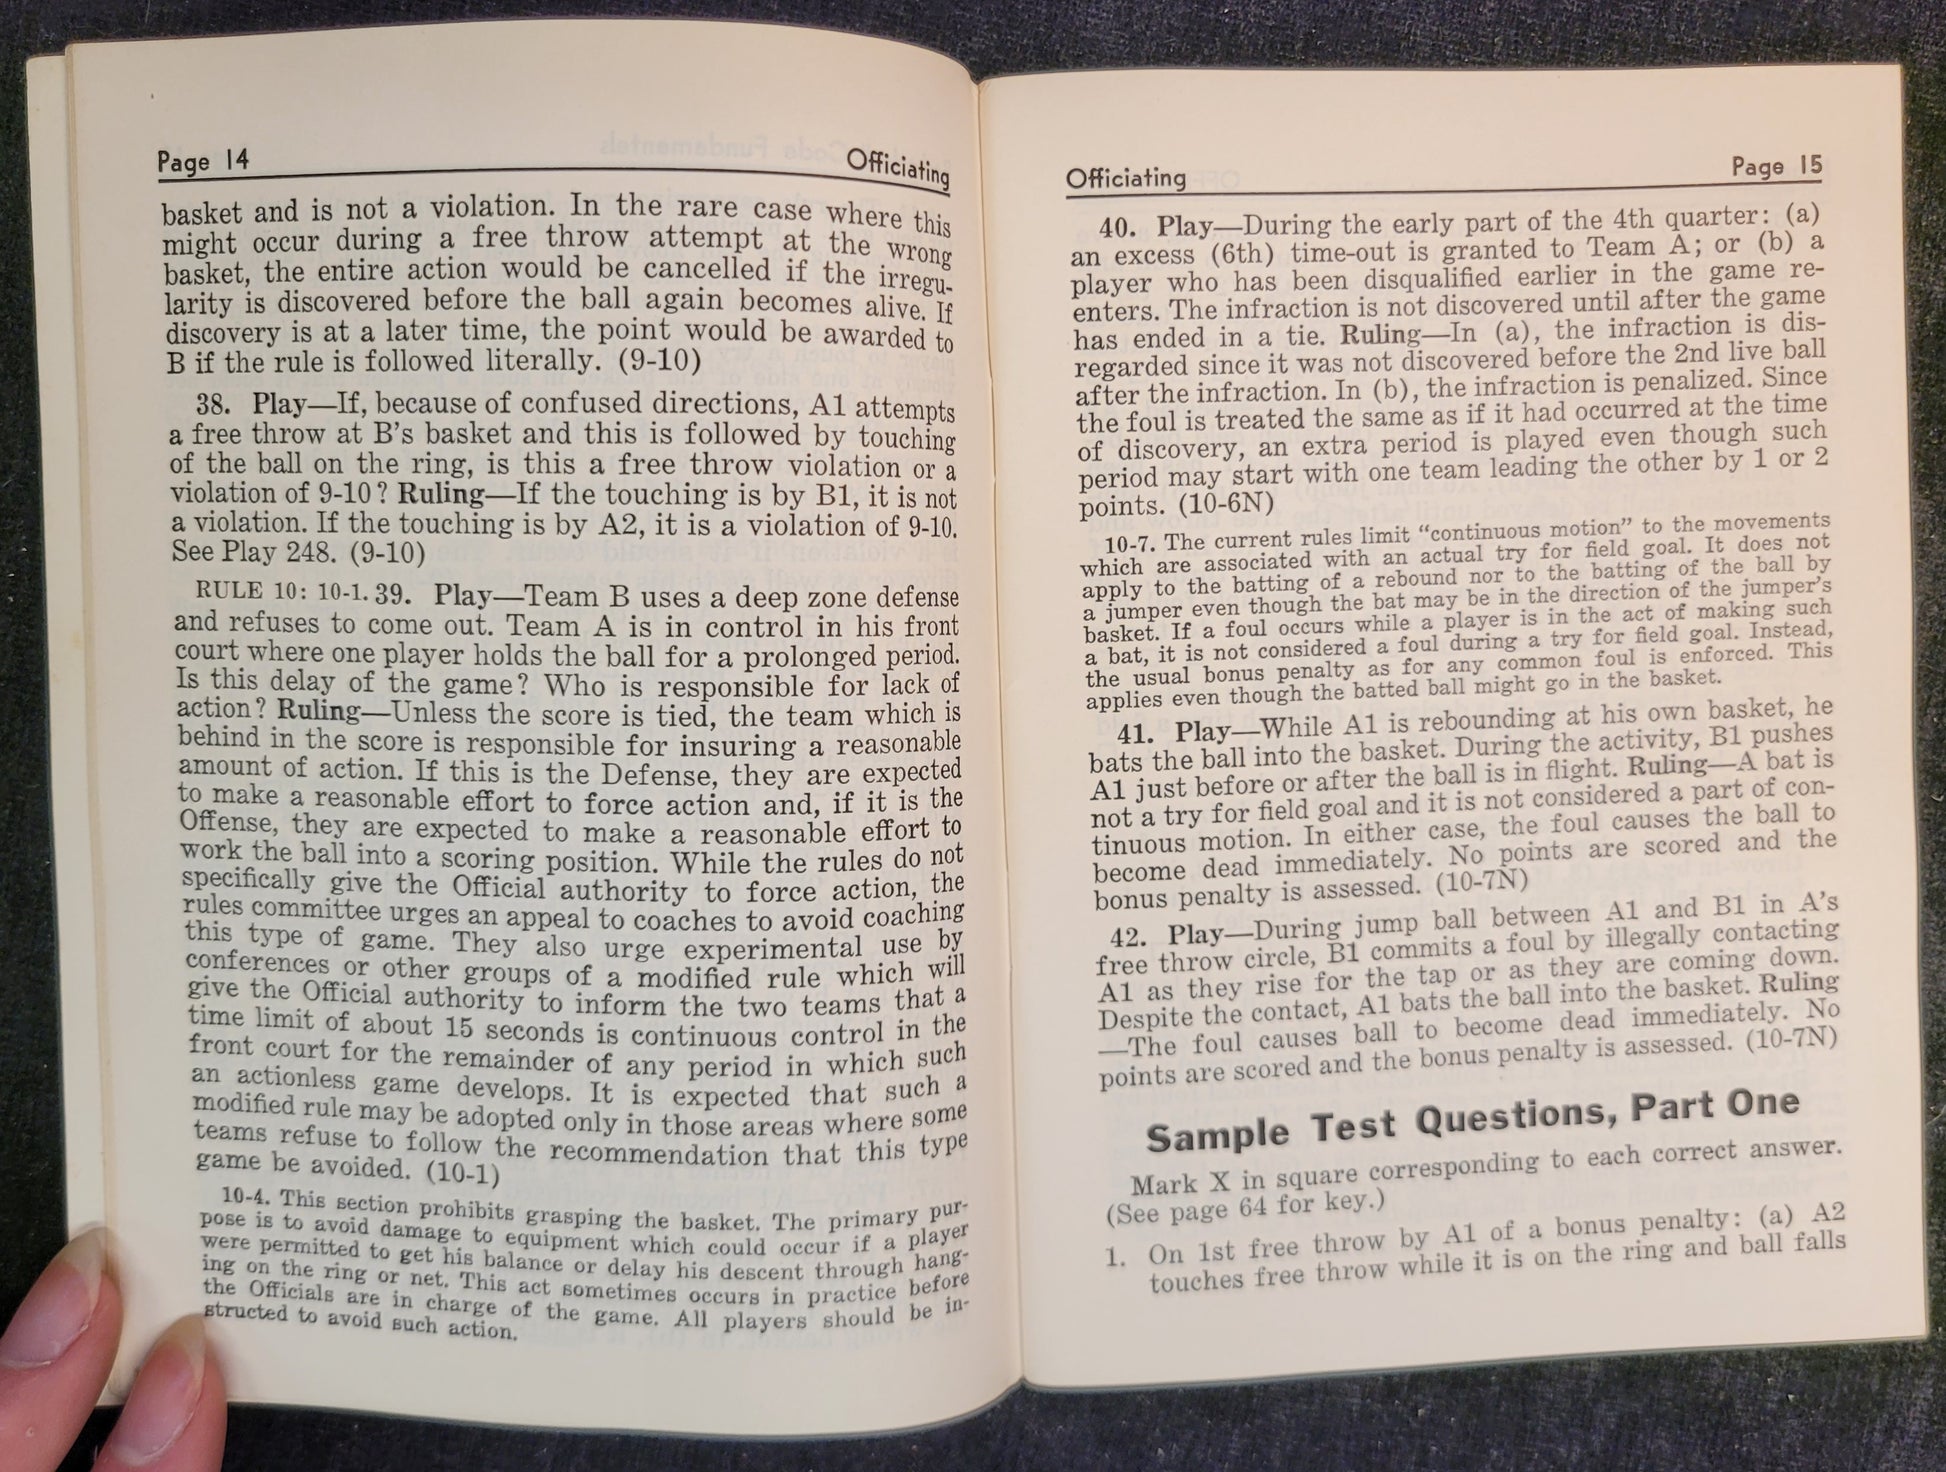 Page 14 Officiating
basket and is not a violation. In the rare case where this
might occur during a free throw attempt at the wrong
basket, the entire action would be cancelled if the irregu-
larity is discovered before the ball again becomes alive. If
discovery is at a later time, the point would be awarded to
B if the rule is followed literally. (9-10)
38. Play—If, because of confused directions, A1 attempts
a free throw at B's basket and this is followed by touching
of the ball on the ring, is this a free throw violation or a
violation of 9-10? Ruling—If the touching is by B1, it is not
a violation. If the touching is by A2, it is a violation of 9-10.
See Play 248. (9-10)
RULE 10: 10-1. 39. Play—Team B uses a deep zone defense
and refuses to come out. Team A is in control in his front
court where one player holds the ball for a prolonged period.
Is this delay of the game? Who is responsible for lack of
action? Ruling—Unless the score is tied, the team which is
behind in the score is responsible for insuring a reasonable
amount of action. If this is the Defense, they are expected
to make a reasonable effort to force action and, if it is the
Offense, they are expected to make a reasonable effort to
work the ball into a scoring position. While the rules do not
specifically give the Official authority to force action, the
rules committee urges an appeal to coaches to avoid coaching
this type of game. They also urge experimental use by
conferences or other groups of a modified rule which will
give the Official authority to inform the two teams that a
time limit of about 15 seconds is continuous control in the
front court for the remainder of any period in which such
an actionless game develops. It is expected that such a
modified rule may be adopted only in those areas where some
teams refuse to follow the recommendation that this type
game be avoided. (10-1)
10-4. This section prohibits grasping the basket. The primary pur-
pose is to avoid damage to equipment which could occur if a player
were permitted to get his balance or delay his descent through hang-
ing on the ring or net. This act sometimes occurs in practice before
the Officials are in charge of the game. All players should be in-
structed to avoid such action.
Officiating Page 15
40. Play—During the early part of the 4th quarter: (a)
an excess (6th) time-out is granted to Team A; or (b) a
player who has been disqualified earlier in the game re-
enters. The infraction is not discovered until after the game
has ended in a tie. Ruling—In (a), the infraction is dis-
regarded since it was not discovered before the 2nd live ball
after the infraction. In (b), the infraction is penalized. Since
the foul is treated the same as if it had occurred at the time
of discovery, an extra period is played even though such
period may start with one team leading the other by 1 or 2
points. (10-6N)
10-7. The current rules limit "continuous motion" to the movements
which are associated with an actual try for field goal. It does not
apply to the batting of a rebound nor to the batting of the ball by
a jumper even though the bat may be in the direction of the jumper's
basket. If a foul occurs while a player is in the act of making such
a bat, it is not considered a foul during a try for field goal. Instead,
the usual bonus penalty as for any common foul is enforced. This
applies even though the batted ball might go in the basket.
41. Play—While A1 is rebounding at his own basket, he
bats the ball into the basket. During the activity, B1 pushes
A1 just before or after the ball is in flight. Ruling—A bat is
not a try for field goal and it is not considered a part of con-
tinuous motion. In either case, the foul causes the ball to
become dead immediately. No points are scored and the
bonus penalty is assessed. (10-7N)
42. Play—During jump ball between A1 and B1 in A's
free throw circle, B1 commits a foul by illegally contacting
A1 as they rise for the tap or as they are coming down.
Despite the contact, A1 bats the ball into the basket. Ruling
—The foul causes ball to become dead immediately. No
points are scored and the bonus penalty is assessed. (10-7N)
Sample Test Questions, Part One
Mark X in square corresponding to each correct answer.
(See page 64 for key.)
1. On 1st free throw by A1 of a bonus penalty: (a) A2
touches free throw while it is on the ring and ball falls